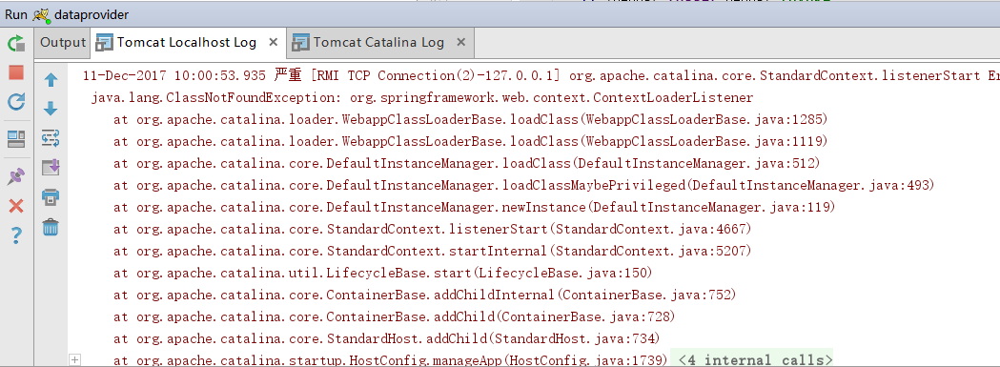 Run dataprovider
Output Tomcat Localhost Log Tomcat Catalina Log
11-Dec-2017 10:00:53.935 严重 [RMI TCP Connection(2)-127.0.0.1] org.apache.catalina.core.StandardContext.listenerStart
java.lang.ClassNotFoundException: org.springframework.web.context.ContextLoaderListener
at org.apache.catalina.loader.WebappClassLoaderBase.loadClass(WebappClassLoaderBase.java:1285)
at org.apache.catalina.loader.WebappClassLoaderBase.loadClass(WebappClassLoaderBase.java:1119)
at org.apache.catalina.core.DefaultInstanceManager.loadClass(DefaultInstanceManager.java:512)
at org.apache.catalina.core.DefaultInstanceManager.loadClassMaybePrivileged(DefaultInstanceManager.java:493)
at org.apache.catalina.core.DefaultInstanceManager.newInstance(DefaultInstanceManager.java:119)
at org.apache.catalina.core.StandardContext.listenerStart(StandardContext.java:4667)
at org.apache.catalina.core.StandardContext.startInternal(StandardContext.java:5207)
at org.apache.catalina.util.LifecycleBase.start(LifecycleBase.java:150)
at org.apache.catalina.core.ContainerBase.addChildInternal(ContainerBase.java:752)
at org.apache.catalina.core.ContainerBase.addChild(ContainerBase.java:728)
at org.apache.catalina.core.StandardHost.addChild(StandardHost.java:734)
at org.apache.catalina.startup.HostConfig.manageApp(HostConfig.java:1739) <4 internal calls>